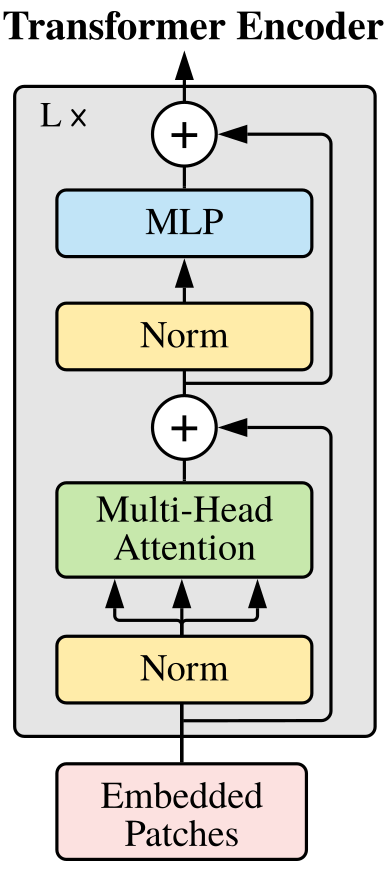 Transformer Encoder
L ×
+
MLP
Norm
+
Multi-Head
Attention
Norm
Embedded
Patches